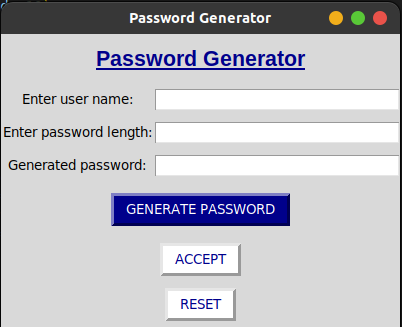 Password Generator
Password Generator
Enter user name:
Enter password length:
Generated password:
GENERATE PASSWORD
ACCEPT
RESET